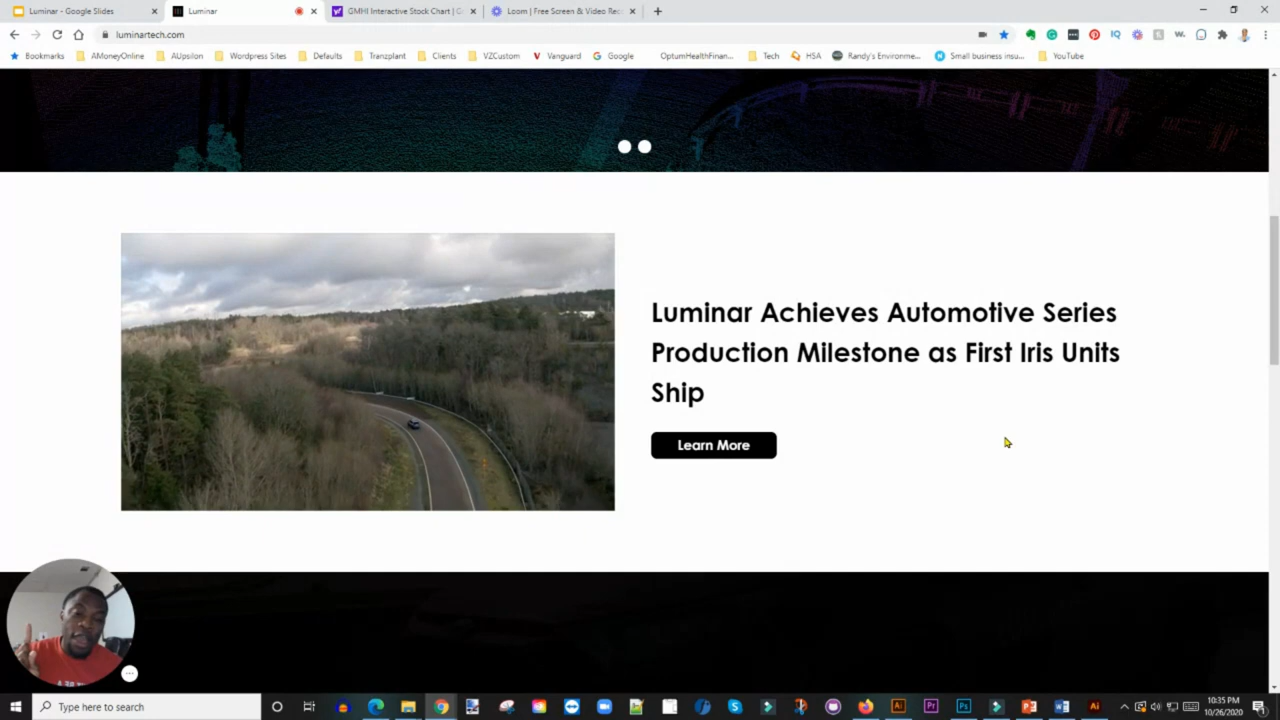 Luminar - Google Slides
Luminar
GMHI Interactive Stock Chart | G
Loom | Free Screen & Video Rec
luminartech.com
Bookmarks
AMoneyOnline
AUpsilon
Wordpress Sites
Defaults
Tranzplant
Clients
VZCustom
Vanguard
Google
OptumHealthFinan...
Tech
HSA
Randy's Environme...
Small business insu...
YouTube
Luminar Achieves Automotive Series
Production Milestone as First Iris Units
Ship
Learn More
Type here to search
10:35 PM
10/26/2020